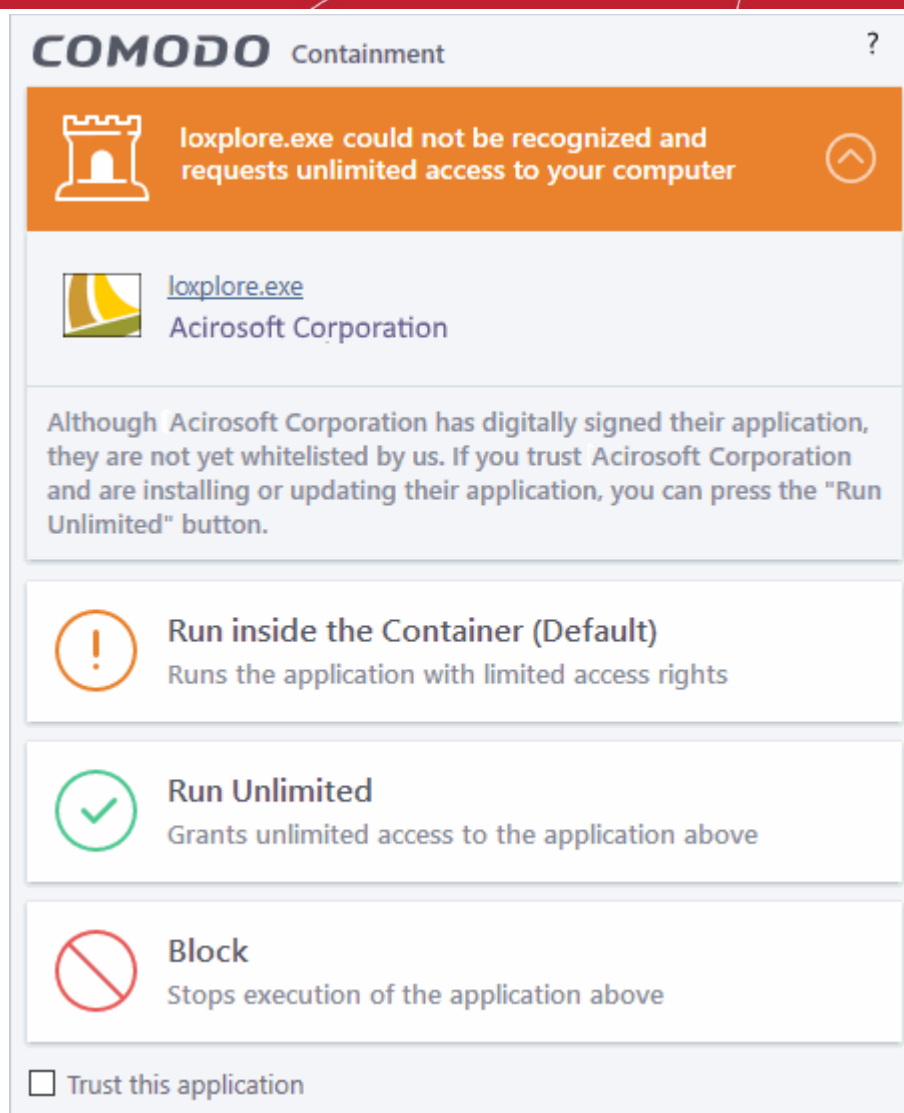 COMODO Containment ?
loxplore.exe could not be recognized and
requests unlimited access to your computer
loxplore.exe
Acirosoft Corporation
Although Acirosoft Corporation has digitally signed their application,
they are not yet whitelisted by us. If you trust Acirosoft Corporation
and are installing or updating their application, you can press the "Run
Unlimited" button.
Run inside the Container (Default)
Runs the application with limited access rights
Run Unlimited
Grants unlimited access to the application above
Block
Stops execution of the application above
Trust this application